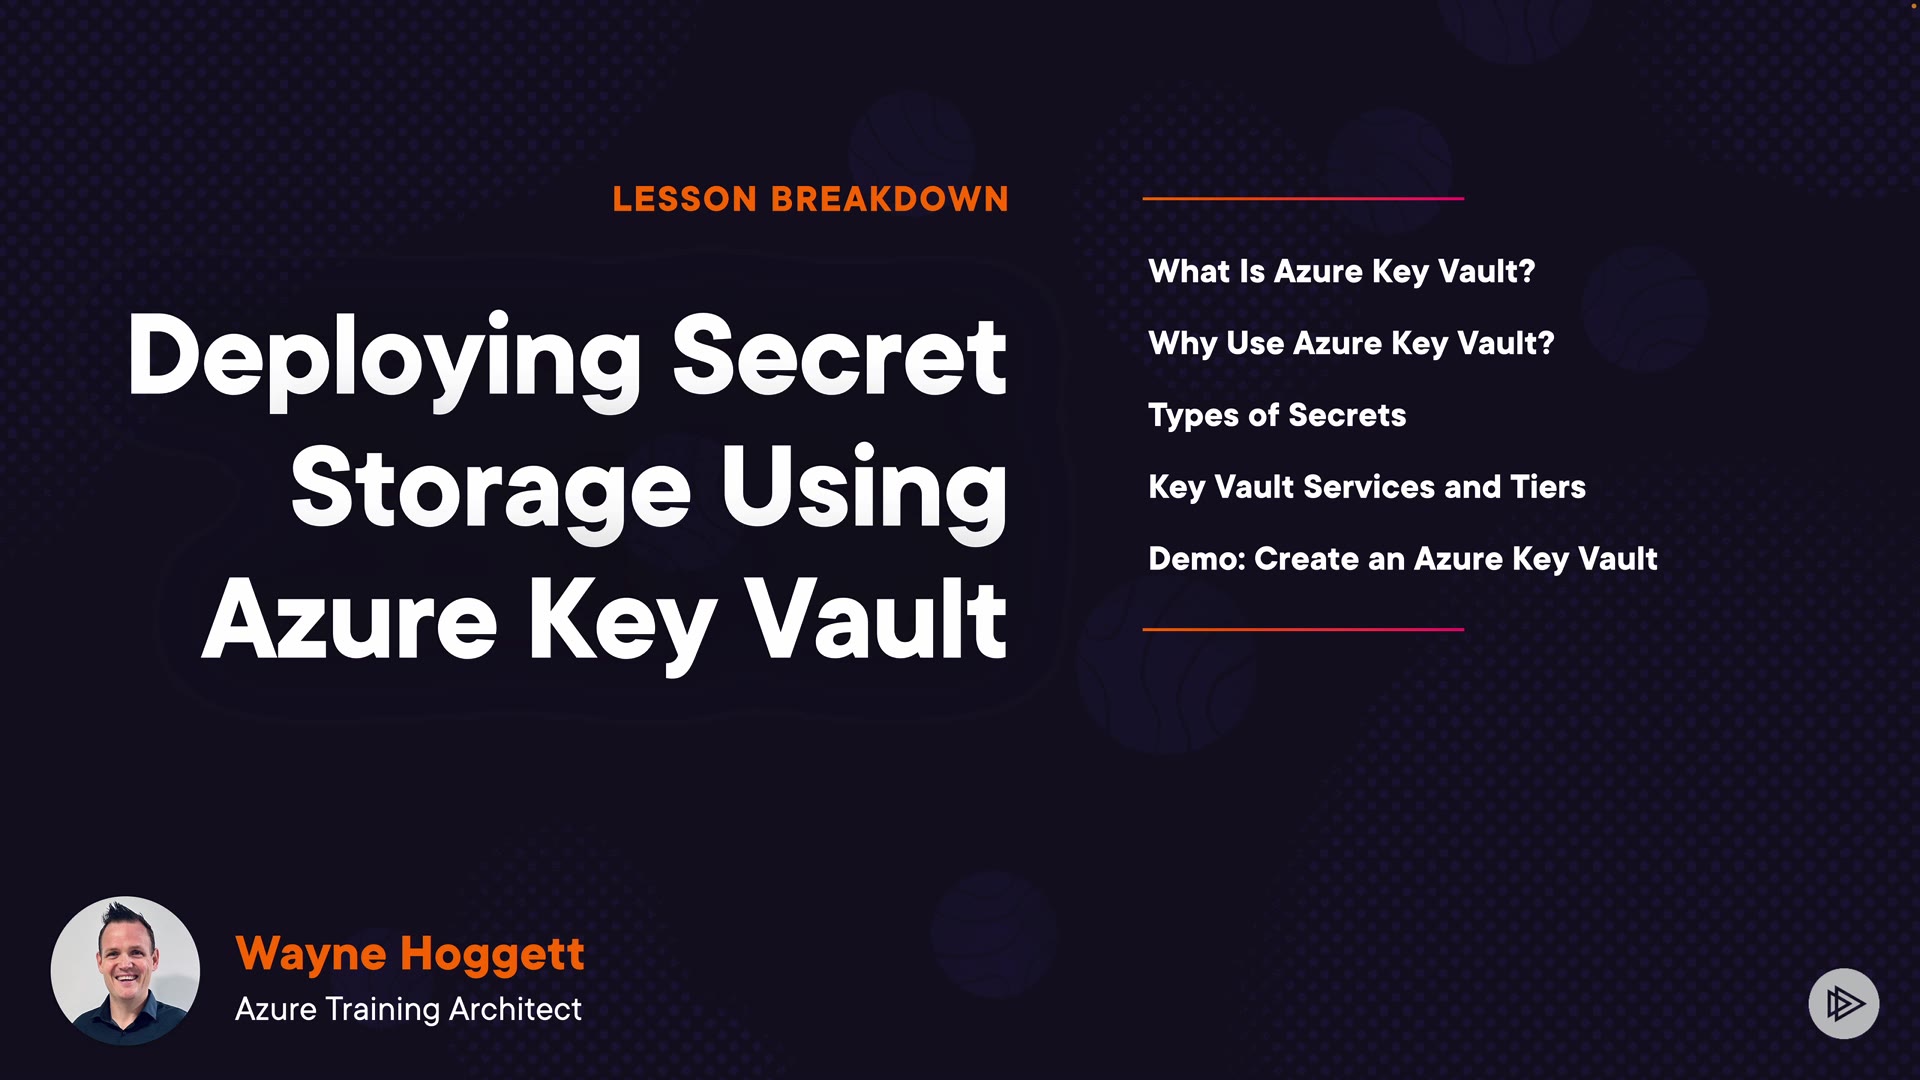 LESSON BREAKDOWN
Deploying Secret
Storage Using
Azure Key Vault
What Is Azure Key Vault?
Why Use Azure Key Vault?
Types of Secrets
Key Vault Services and Tiers
Demo: Create an Azure Key Vault
Wayne Hoggett
Azure Training Architect